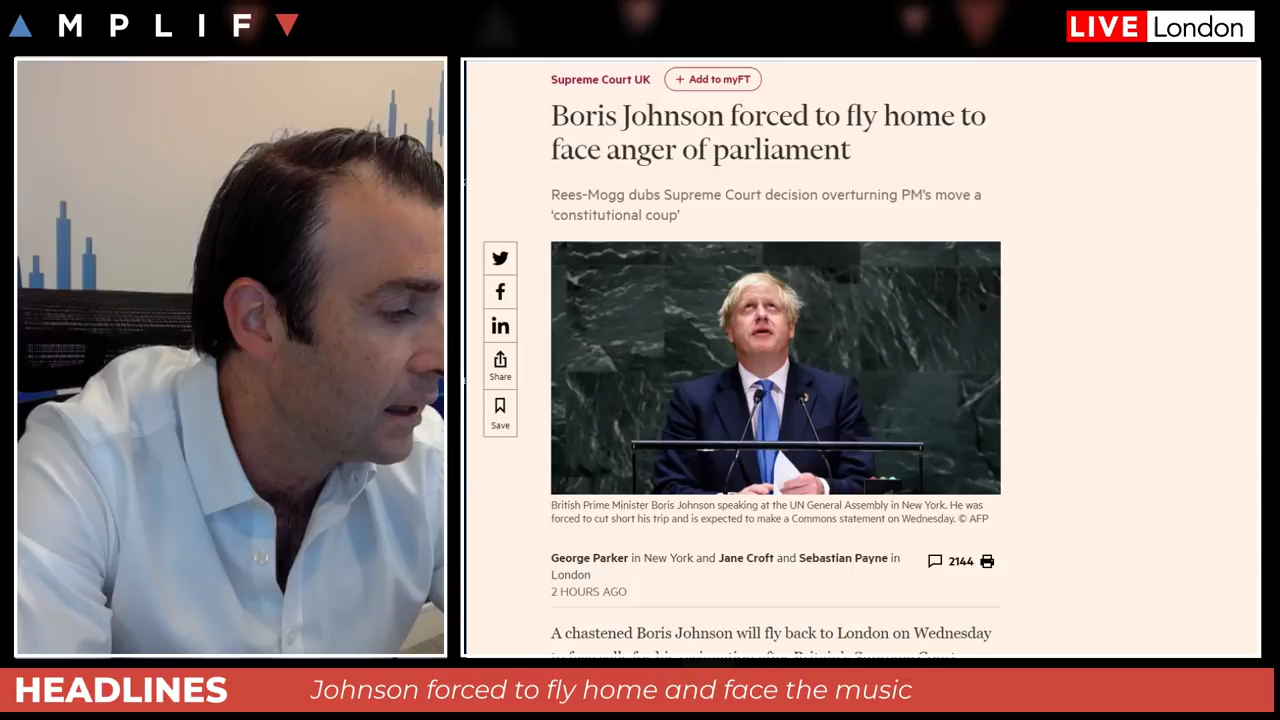 MPLIF
LIVE London
Supreme Court UK
+ Add to myFT
Boris Johnson forced to fly home to
face anger of parliament
Rees-Mogg dubs Supreme Court decision overturning PM's move a
'constitutional coup'
Share
Save
British Prime Minister Boris Johnson speaking at the UN General Assembly in New York. He was
forced to cut short his trip and is expected to make a Commons statement on Wednesday. © AFP
George Parker in New York and Jane Croft and Sebastian Payne in
London
2144
2 HOURS AGO
A chastened Boris Johnson will fly back to London on Wednesday
HEADLINES
Johnson forced to fly home and face the music